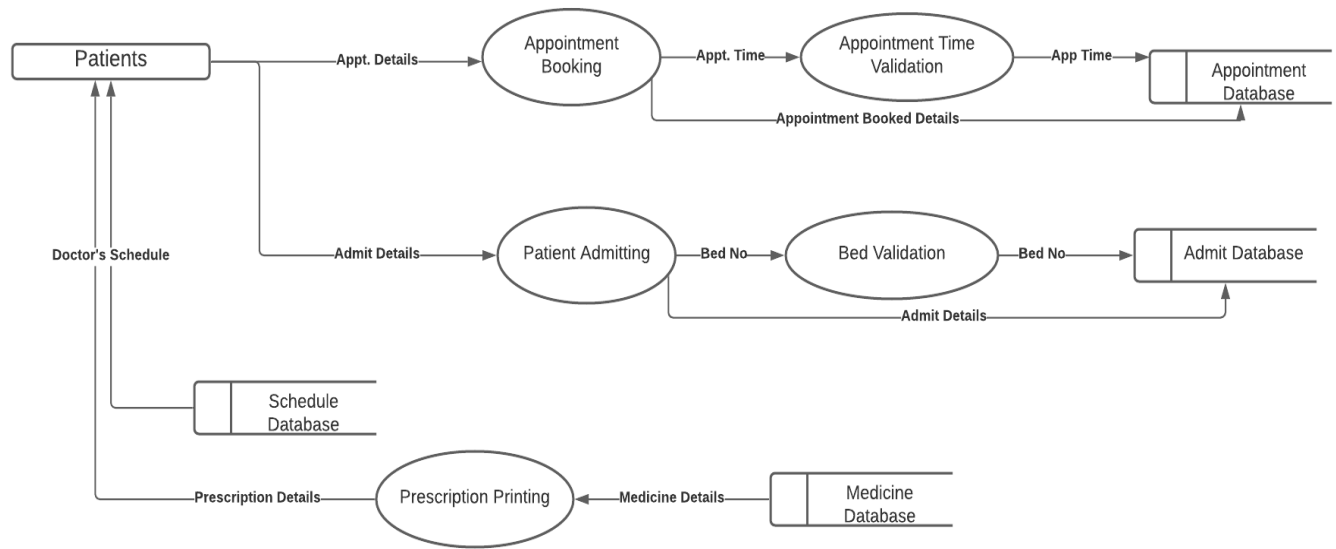 Patients
Appt. Details
Appointment
Booking
Appt. Time
Appointment Time
Validation
App Time
Appointment
Database
Appointment Booked Details
Doctor's Schedule
Admit Details
Patient Admitting
Bed No
Bed Validation
Bed No
Admit Database
Admit Details
Schedule
Database
Prescription Details
Prescription Printing
Medicine Details
Medicine
Database